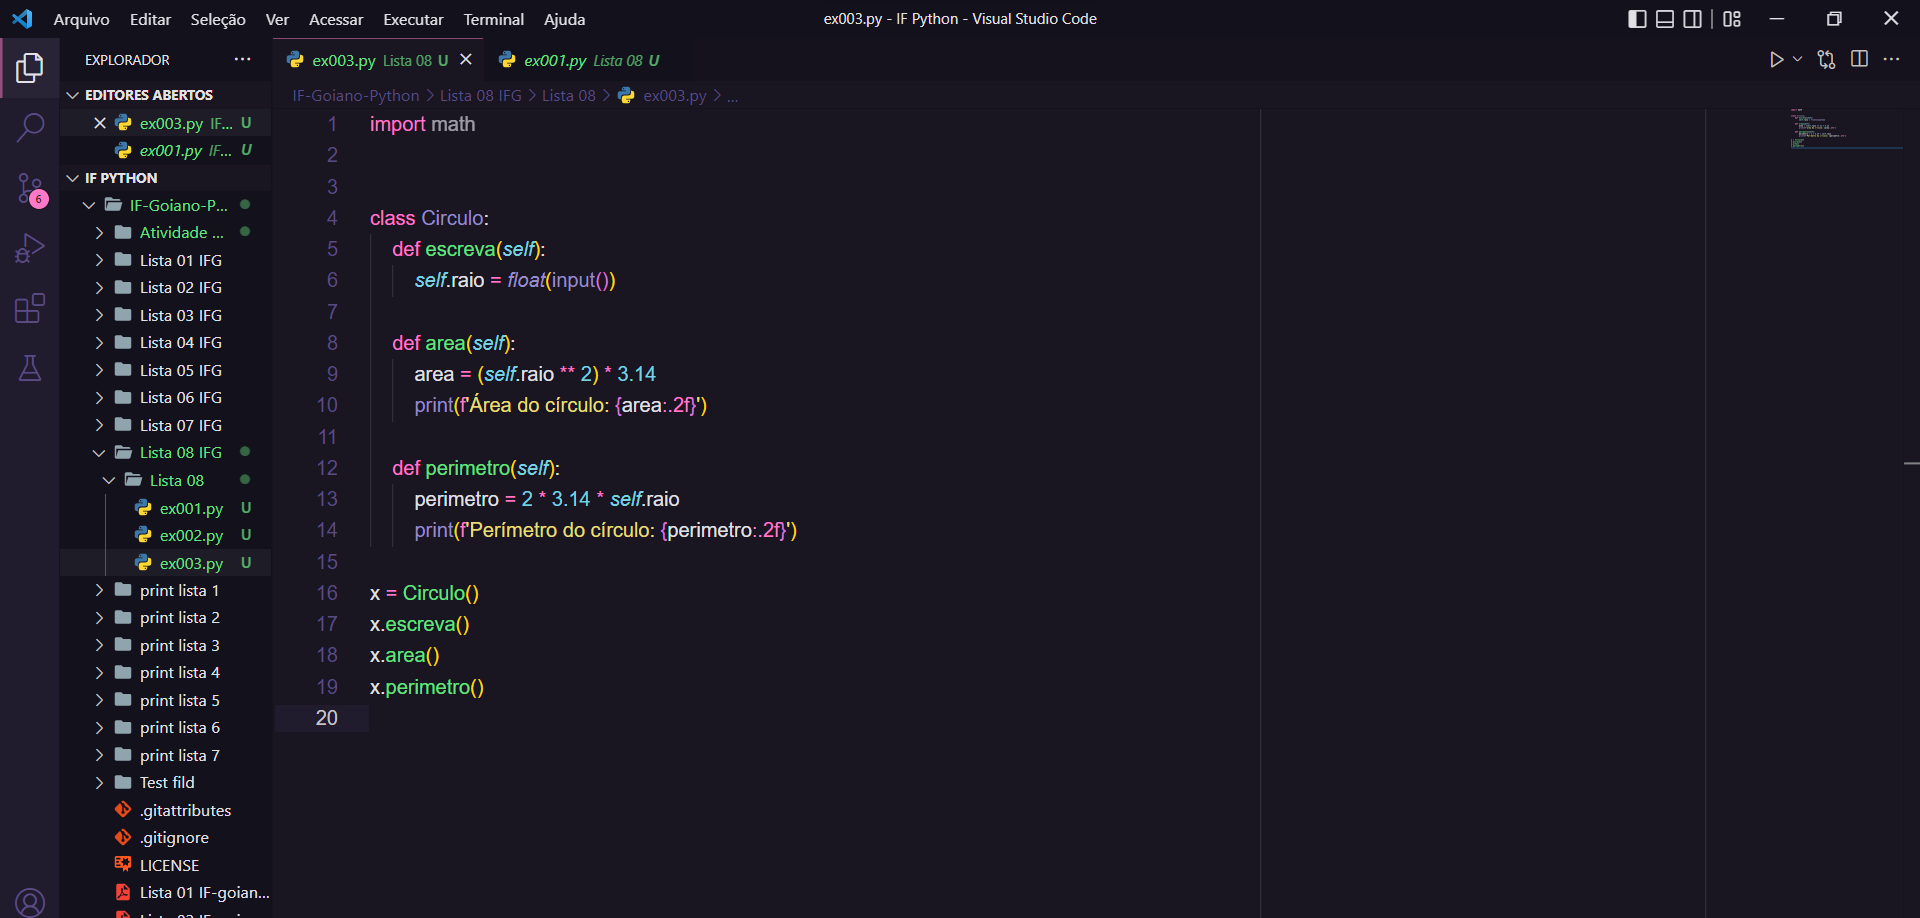 Arquivo Editar Seleção Ver Acessar Executar Terminal Ajuda
ex003.py - IF Python - Visual Studio Code
EXPLORADOR
EDITORES ABERTOS
ex003.py IF... U
ex001.py IF... U
IF PYTHON
IF-Goiano-P...
Atividade ...
Lista 01 IFG
Lista 02 IFG
Lista 03 IFG
Lista 04 IFG
Lista 05 IFG
Lista 06 IFG
Lista 07 IFG
Lista 08 IFG
Lista 08
ex001.py U
ex002.py U
ex003.py U
print lista 1
print lista 2
print lista 3
print lista 4
print lista 5
print lista 6
print lista 7
Test fild
.gitattributes
.gitignore
LICENSE
Lista 01 IF-goian...
6
ex003.py Lista 08 U
ex001.py Lista 08 U
IF-Goiano-Python > Lista 08 IFG > Lista 08 > ex003.py > ...
1 import math
2
3
4 class Circulo:
5 def escreva(self):
6 self.raio = float(input())
7
8 def area(self):
9 area = (self.raio ** 2) * 3.14
10 print(f'Área do círculo: {area:.2f}')
11
12 def perimetro(self):
13 perimetro = 2 * 3.14 * self.raio
14 print(f'Perímetro do círculo: {perimetro:.2f}')
15
16 x = Circulo()
17 x.escreva()
18 x.area()
19 x.perimetro()
20